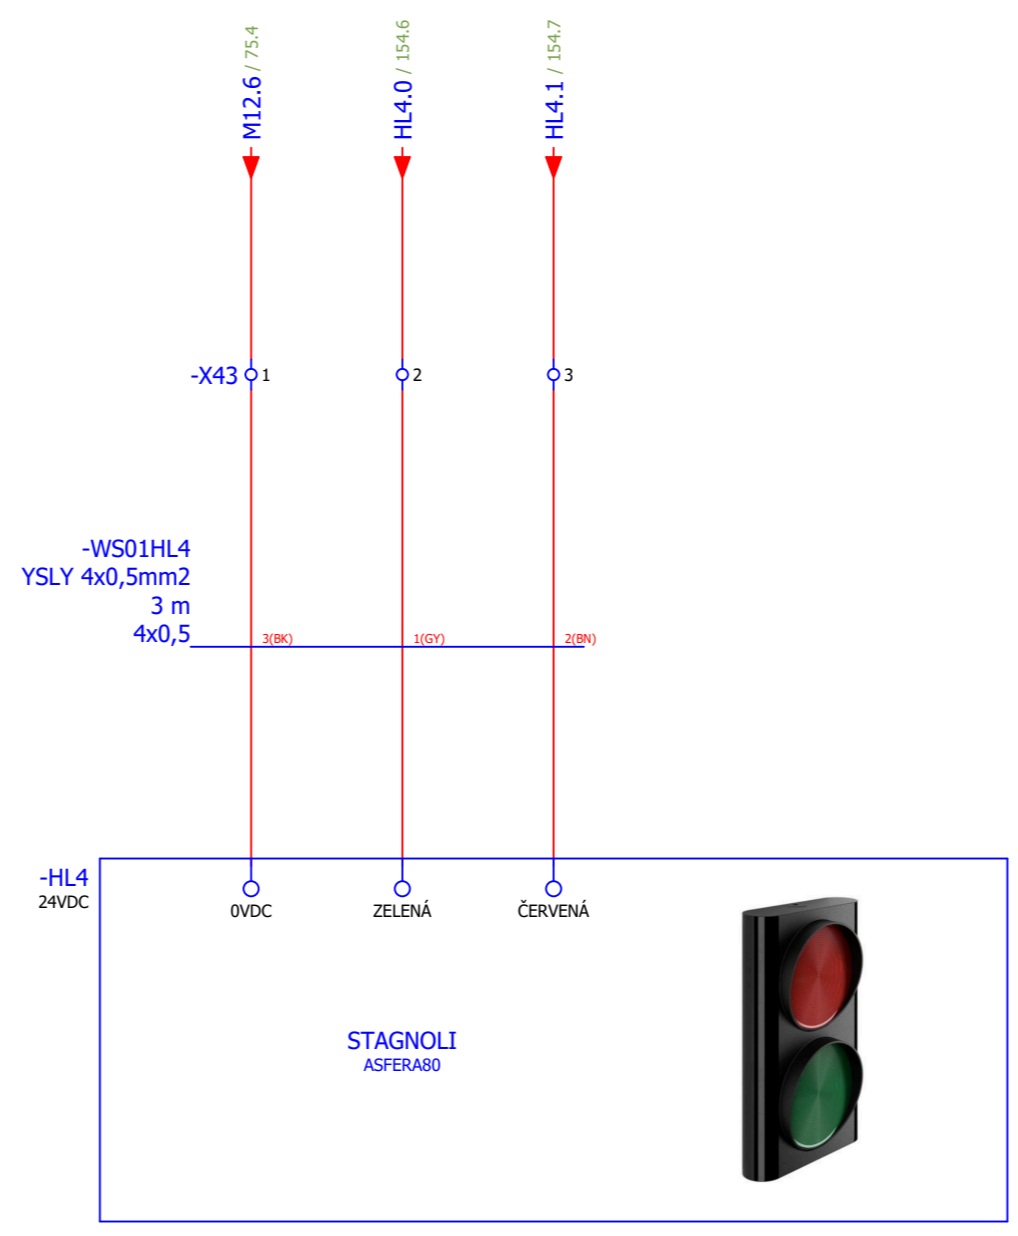 M12.6 / 75.4
HL4.0 / 154.6
HL4.1 / 154.7
-X43 1 2 3
-WS01HL4
YSLY 4x0,5mm2
3 m
4x0,5
3(BK) 1(GY) 2(BN)
-HL4
24VDC
0VDC ZELENÁ ČERVENÁ
STAGNOLI
ASFERA80